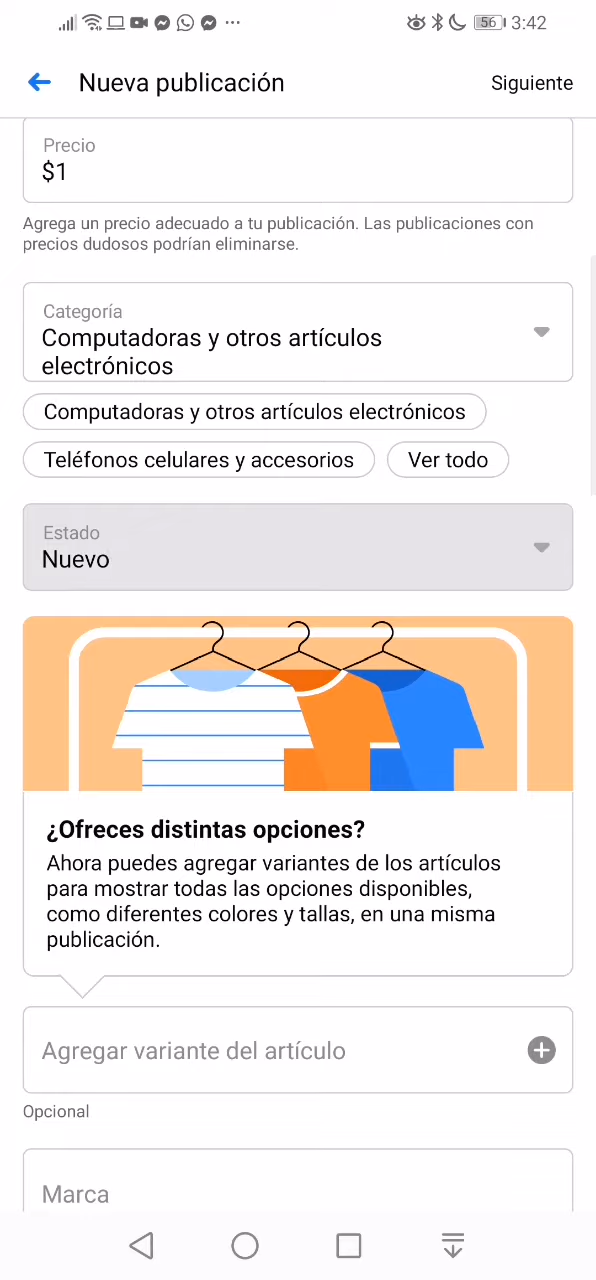 56 3:42
Nueva publicación
Siguiente
Precio
$1
Agrega un precio adecuado a tu publicación. Las publicaciones con
precios dudosos podrían eliminarse.
Categoría
Computadoras y otros artículos
electrónicos
Computadoras y otros artículos electrónicos
Teléfonos celulares y accesorios
Ver todo
Estado
Nuevo
¿Ofreces distintas opciones?
Ahora puedes agregar variantes de los artículos
para mostrar todas las opciones disponibles,
como diferentes colores y tallas, en una misma
publicación.
Agregar variante del artículo
Opcional
Marca